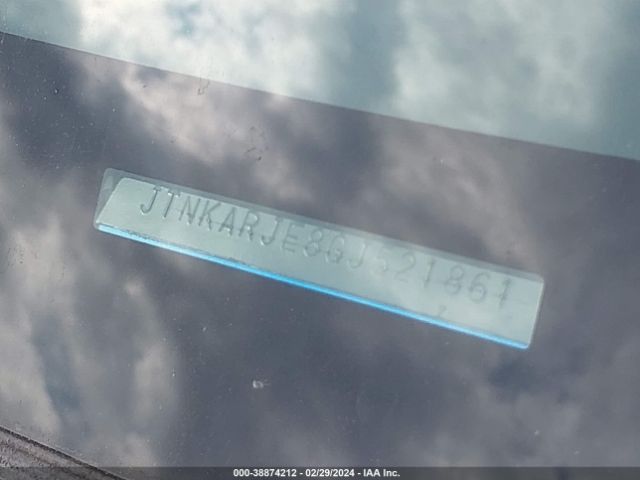 JTNKARJE8GJ521861
000-38874212 - 02/29/2024 - IAA Inc.